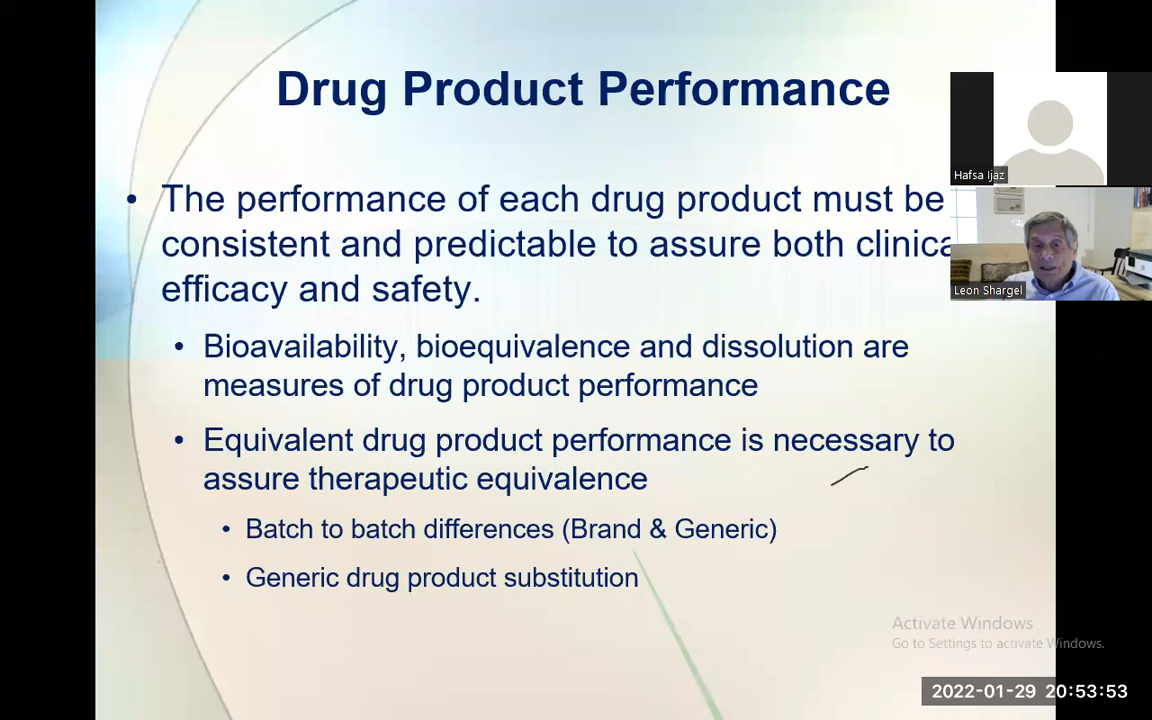 Drug Product Performance
• The performance of each drug product must be
consistent and predictable to assure both clinica
efficacy and safety.
• Bioavailability, bioequivalence and dissolution are
measures of drug product performance
• Equivalent drug product performance is necessary to
assure therapeutic equivalence
• Batch to batch differences (Brand & Generic)
• Generic drug product substitution
Hafsa Ijaz
Leon Shargel
Activate Windows
Go to Settings to activate Windows.
2022-01-29 20:53:53